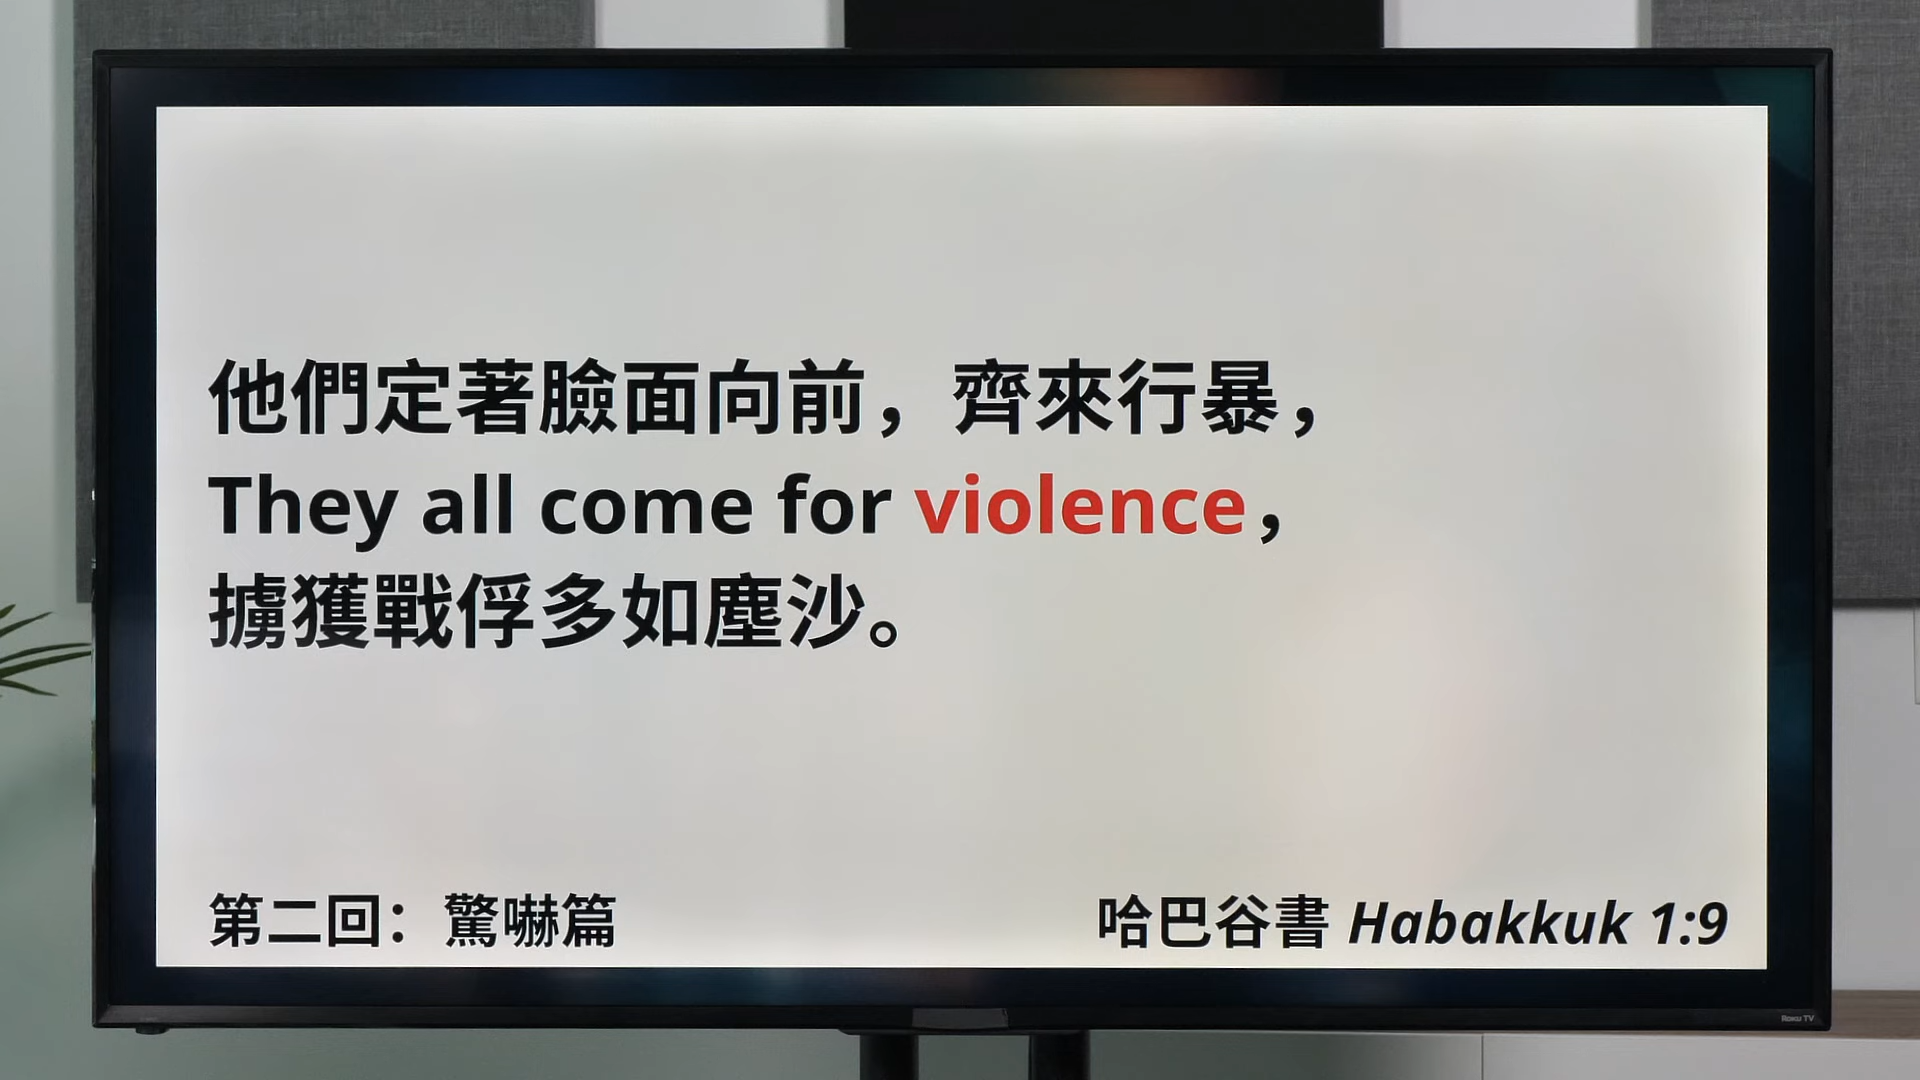 他們定著臉面向前，齊來行暴，
They all come for violence，
擄獲戰俘多如塵沙。
第二回：驚嚇篇
哈巴谷書 Habakkuk 1:9
Roku TV